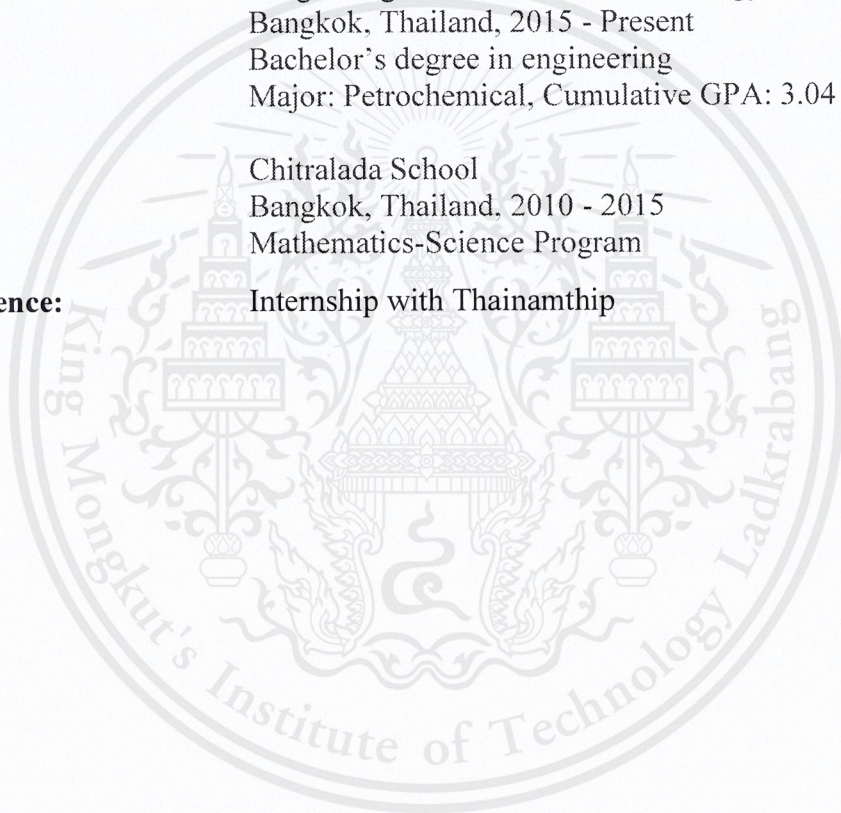 Bangkok, Thailand, 2015 - Present
Bachelor's degree in engineering
Major: Petrochemical, Cumulative GPA: 3.04
Chitralada School
Bangkok, Thailand, 2010 - 2015
Mathematics-Science Program
ence: Internship with Thainamthip
King Mongkut's Institute of Technology Ladkrabang